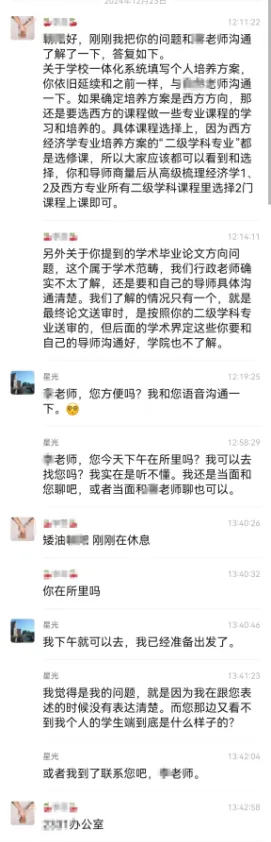 2024年12月23日
12:11:22
好，刚刚我把你的问题和老师沟通
了解了一下，答复如下。
关于学校一体化系统填写个人培养方案，
你依旧延续和之前一样，与老师沟通
一下。如果确定培养方案是西方方向，那
还是要选西方的课程做一些专业课程的学
习和培养的。具体课程选择上，因为西方
经济学专业培养方案的“二级学科专业”都
是选修课，所以大家应该都可以看到和选
择，你和导师商量后从高级梳理经济学1、
2及西方专业所有二级学科课程里选择2门
课程上课即可。
12:14:11
另外关于你提到的学术毕业论文方向问
题，这个属于学术范畴，我们行政老师确
实不太了解，还是要和自己的导师具体沟
通清楚。我们了解的情况只有一个，就是
最终论文送审时，是按照你的二级学科专
业送审的，但后面的学术界定这些你要和
自己的导师沟通好，学院也不了解。
星光 12:19:25
老师，您方便吗？我和您语音沟通一
下。
星光 12:58:29
老师，您今天下午在所里吗？我可以去
找您吗？我实在是听不懂。我还是当面和
您聊吧，或者当面和老师聊也可以。
13:40:26
矮油 刚刚在休息
13:40:32
你在所里吗
星光 13:40:46
我下午就可以去，我已经准备出发了。
星光 13:41:23
我觉得是我的问题，就是因为我在跟您表
述的时候没有表达清楚。而您那边又看不
到我个人的学生端到底是什么样子的？
星光 13:42:04
或者我到了联系您吧，老师。
13:42:58
办公室